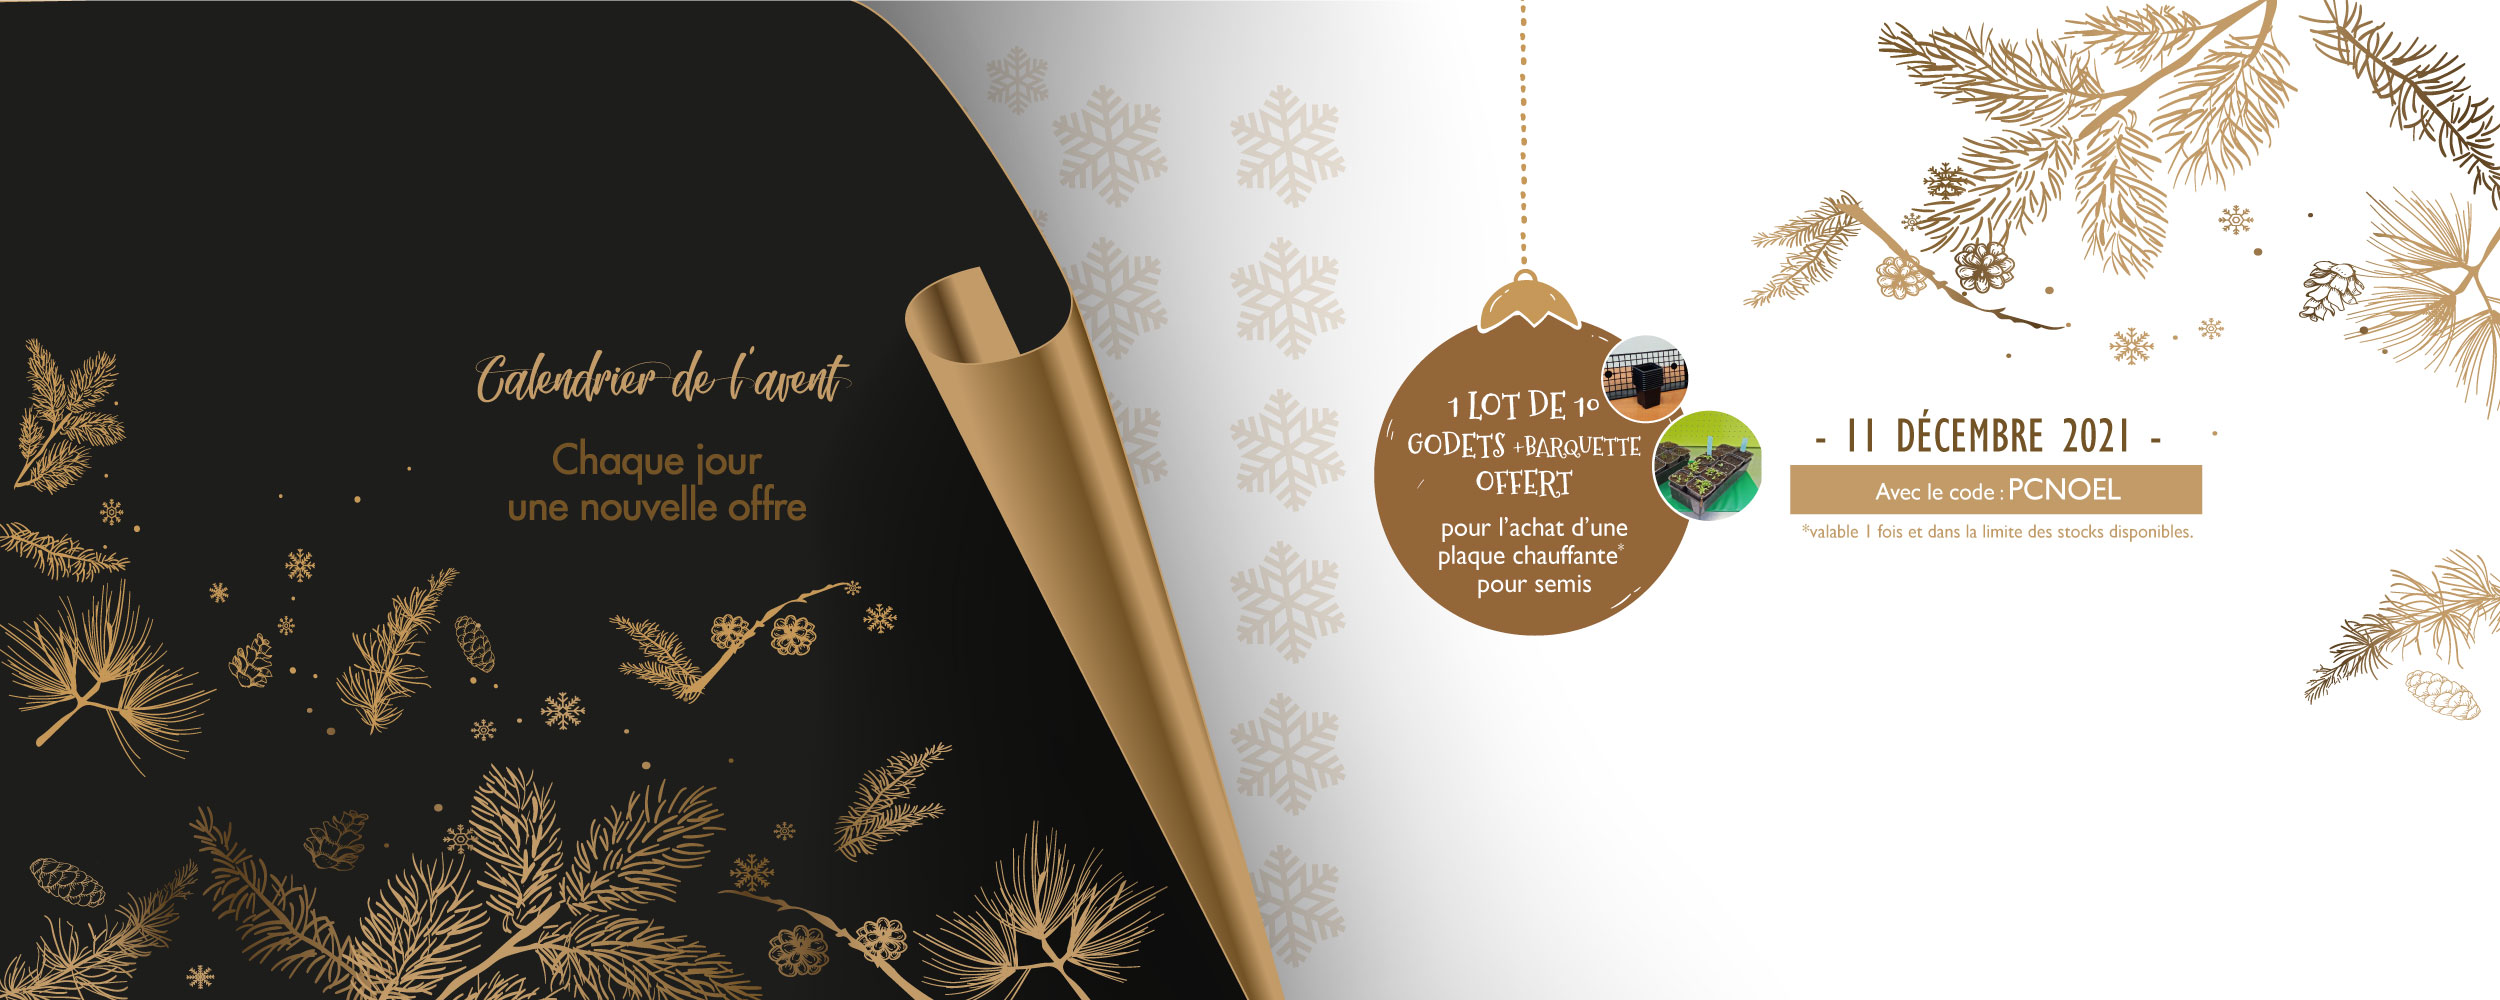 Calendrier de l'avent
Chaque jour
une nouvelle offre
1 LOT DE 10
GODETS +BARQUETTE
OFFERT
pour l'achat d'une
plaque chauffante*
pour semis
- 11 DÉCEMBRE 2021 -
Avec le code : PCNOEL
*valable 1 fois et dans la limite des stocks disponibles.